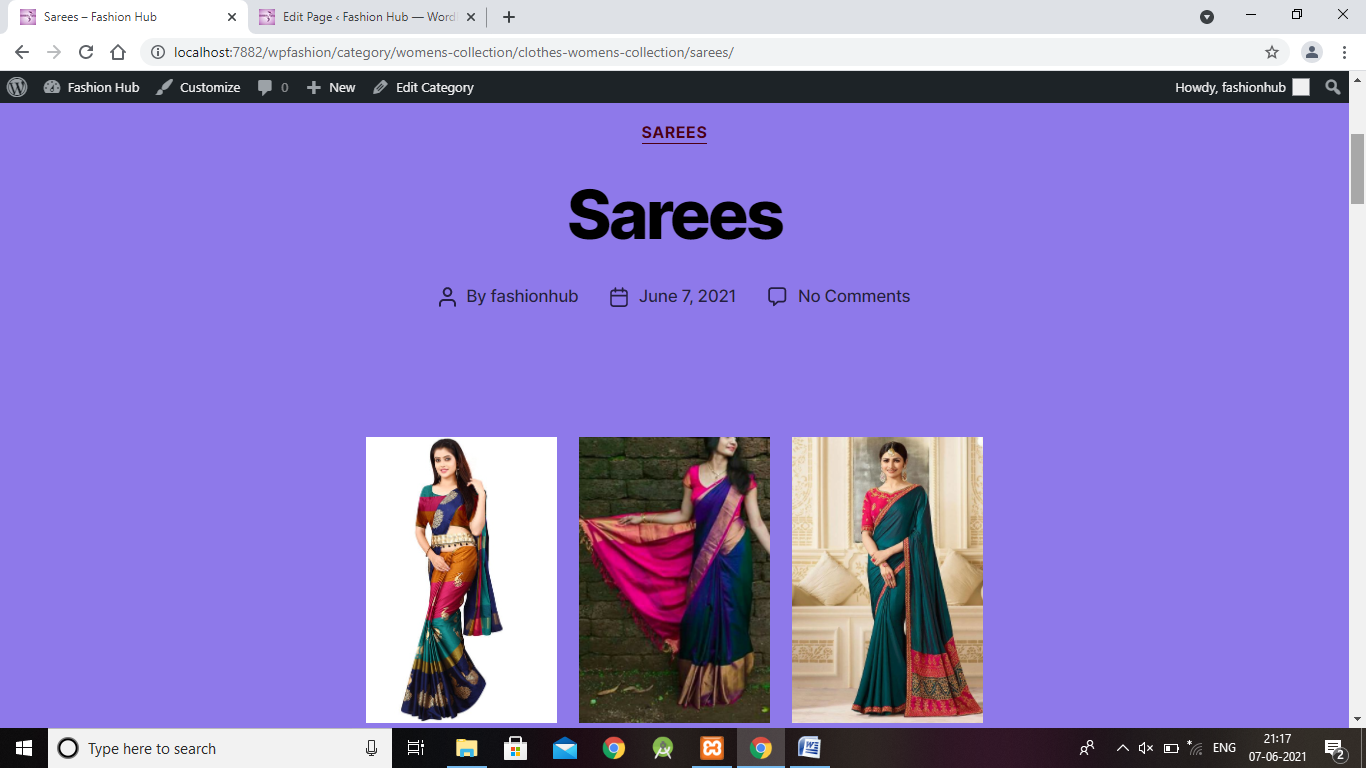 Sarees – Fashion Hub
Edit Page ‹ Fashion Hub — Word
localhost:7882/wpfashion/category/womens-collection/clothes-womens-collection/sarees/
Fashion Hub Customize 0 New Edit Category Howdy, fashionhub
SAREES
Sarees
By fashionhub June 7, 2021 No Comments
Type here to search
ENG
21:17
07-06-2021
2